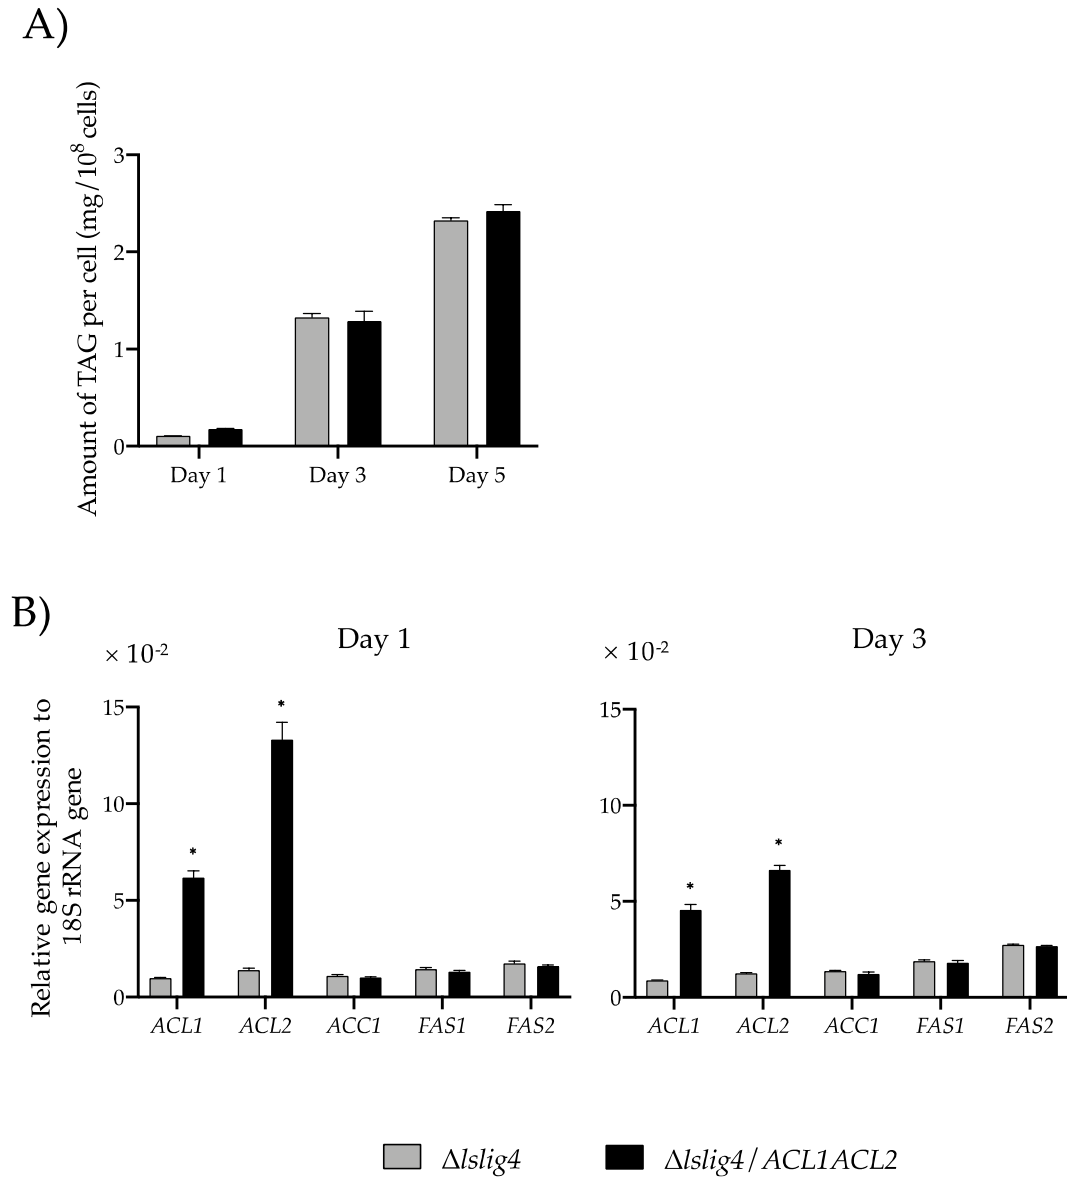 A)
Amount of TAG per cell (mg/10⁸ cells)
3
2
1
0
Day 1 Day 3 Day 5
B)
Day 1
× 10⁻²
Relative gene expression to
18S rRNA gene
15
10
5
0
*
*
ACL1 ACL2 ACC1 FAS1 FAS2
Day 3
× 10⁻²
15
10
5
0
*
*
ACL1 ACL2 ACC1 FAS1 FAS2
Δlslig4
Δlslig4/ACL1ACL2